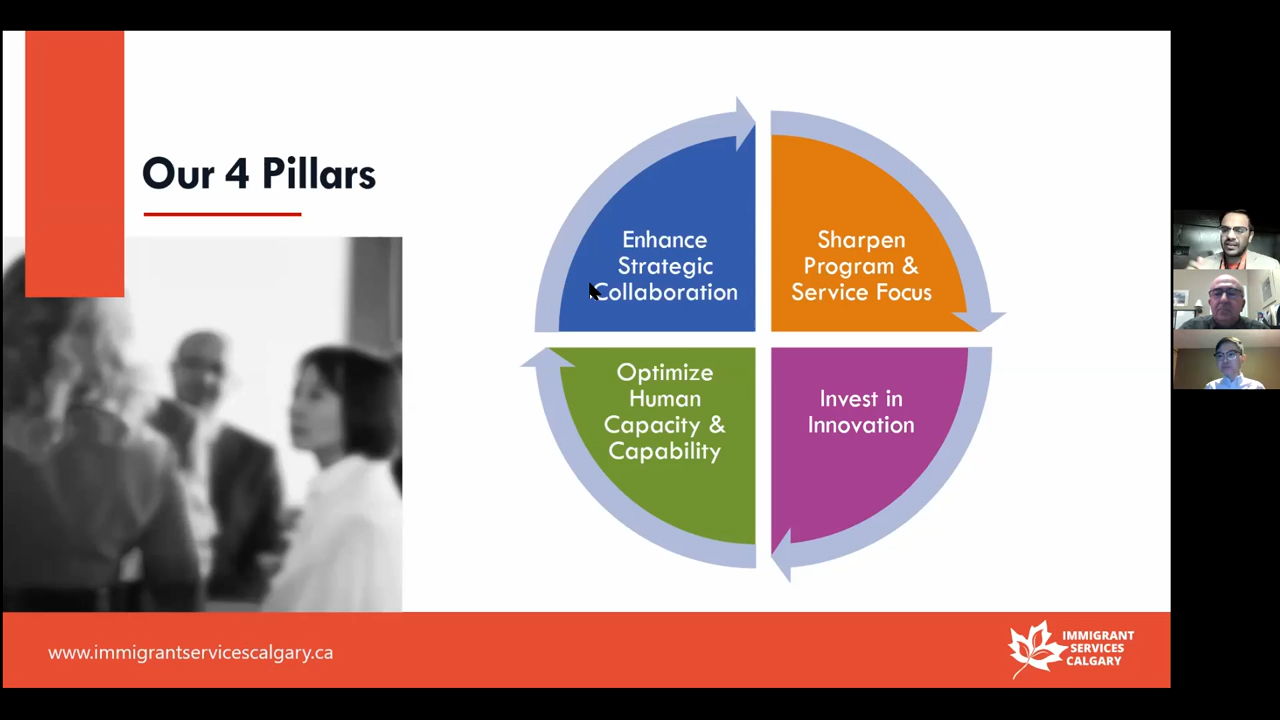 Our 4 Pillars
Enhance
Strategic
Collaboration
Sharpen
Program &
Service Focus
Optimize
Human
Capacity &
Capability
Invest in
Innovation
www.immigrantservicescalgary.ca
IMMIGRANT
SERVICES
CALGARY